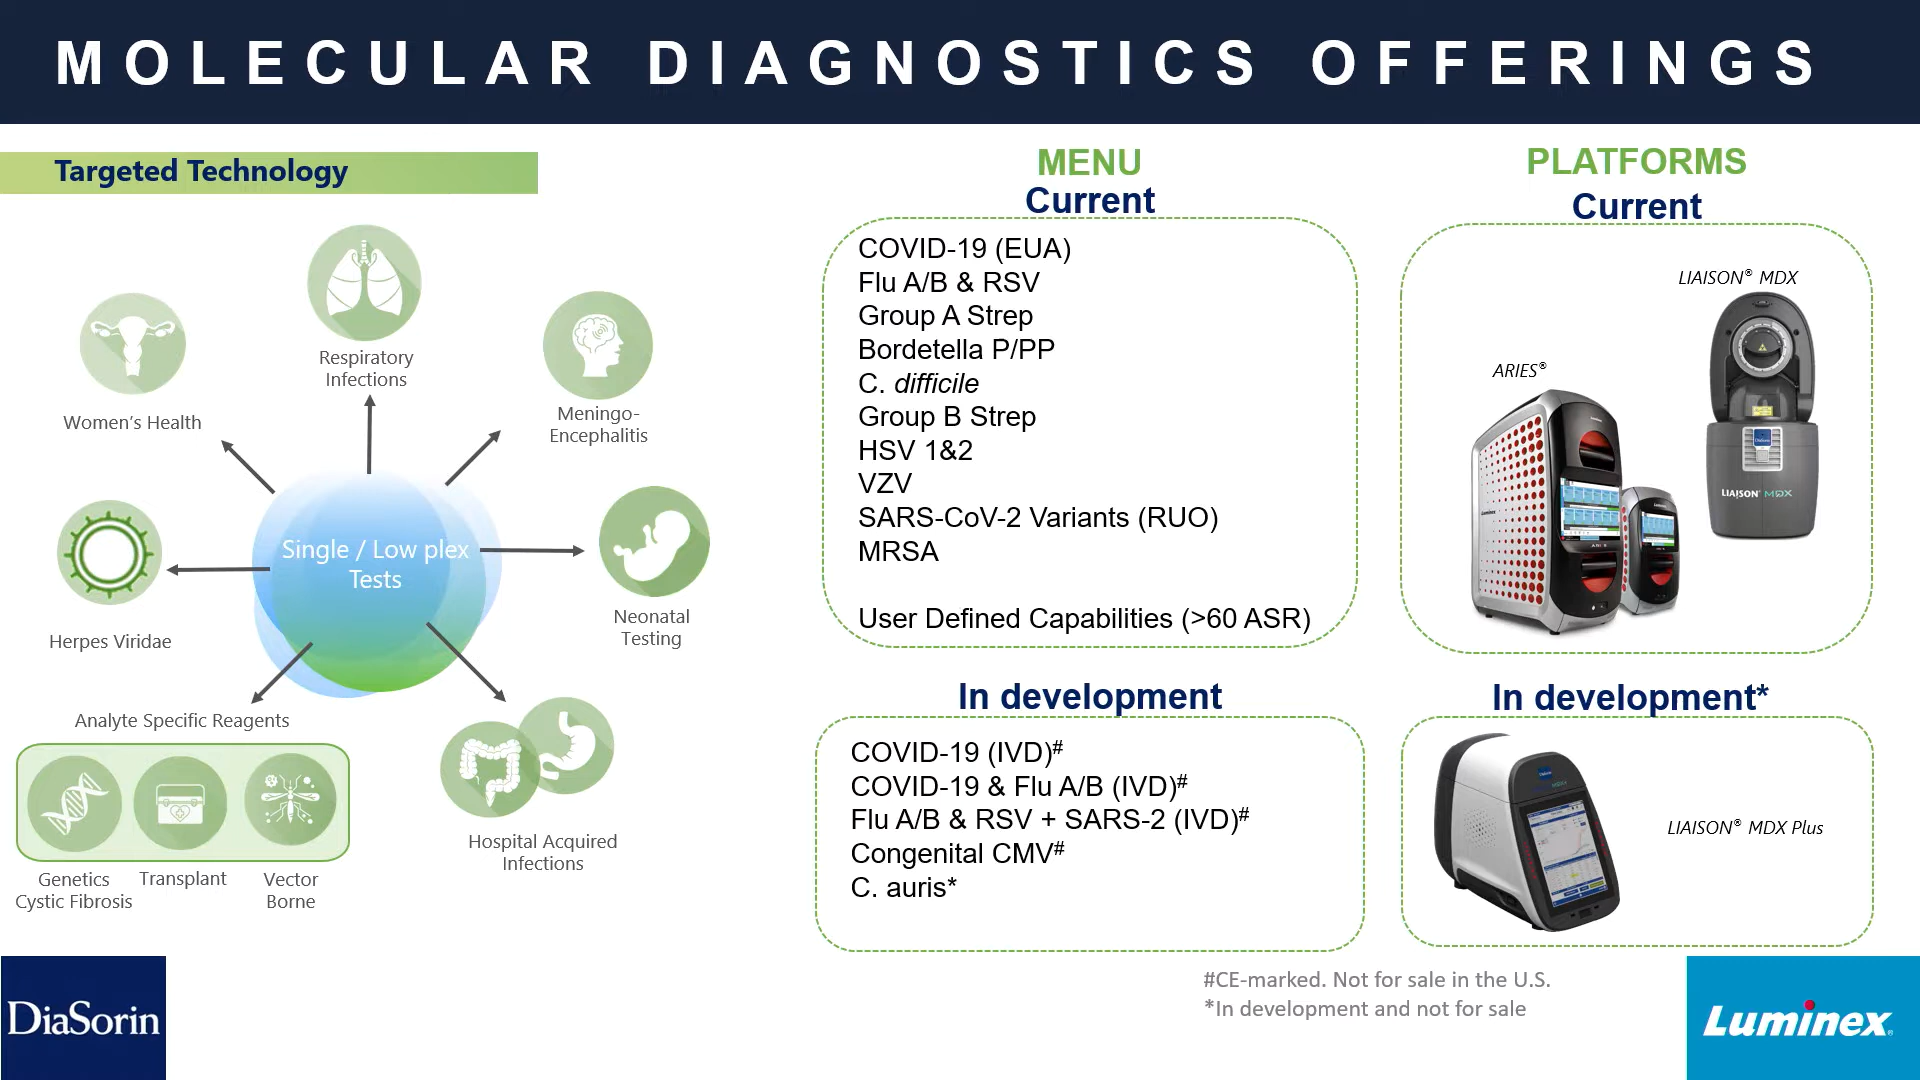 MOLECULAR DIAGNOSTICS OFFERINGS
Targeted Technology
Respiratory
Infections
Women's Health
Meningo-
Encephalitis
Single / Low plex
Tests
Herpes Viridae
Neonatal
Testing
Analyte Specific Reagents
Hospital Acquired
Infections
Genetics
Cystic Fibrosis
Transplant
Vector
Borne
MENU
Current
COVID-19 (EUA)
Flu A/B & RSV
Group A Strep
Bordetella P/PP
C. difficile
Group B Strep
HSV 1&2
VZV
SARS-CoV-2 Variants (RUO)
MRSA
User Defined Capabilities (>60 ASR)
In development
COVID-19 (IVD)#
COVID-19 & Flu A/B (IVD)#
Flu A/B & RSV + SARS-2 (IVD)#
Congenital CMV#
C. auris*
PLATFORMS
Current
LIAISON® MDX
ARIES®
LIAISON® MDX
In development*
LIAISON® MDX Plus
#CE-marked. Not for sale in the U.S.
*In development and not for sale
DiaSorin
Luminex®